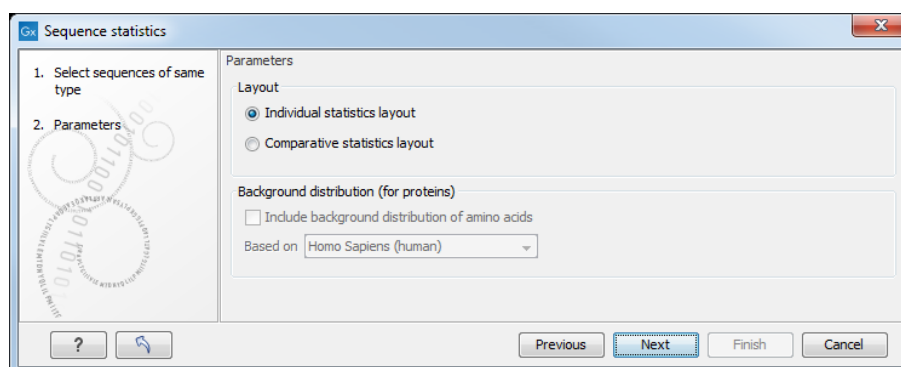 Gx Sequence statistics
X
1. Select sequences of same
type
2. Parameters
Parameters
Layout
Individual statistics layout
Comparative statistics layout
Background distribution (for proteins)
Include background distribution of amino acids
Based on Homo Sapiens (human)
?
Previous Next Finish Cancel